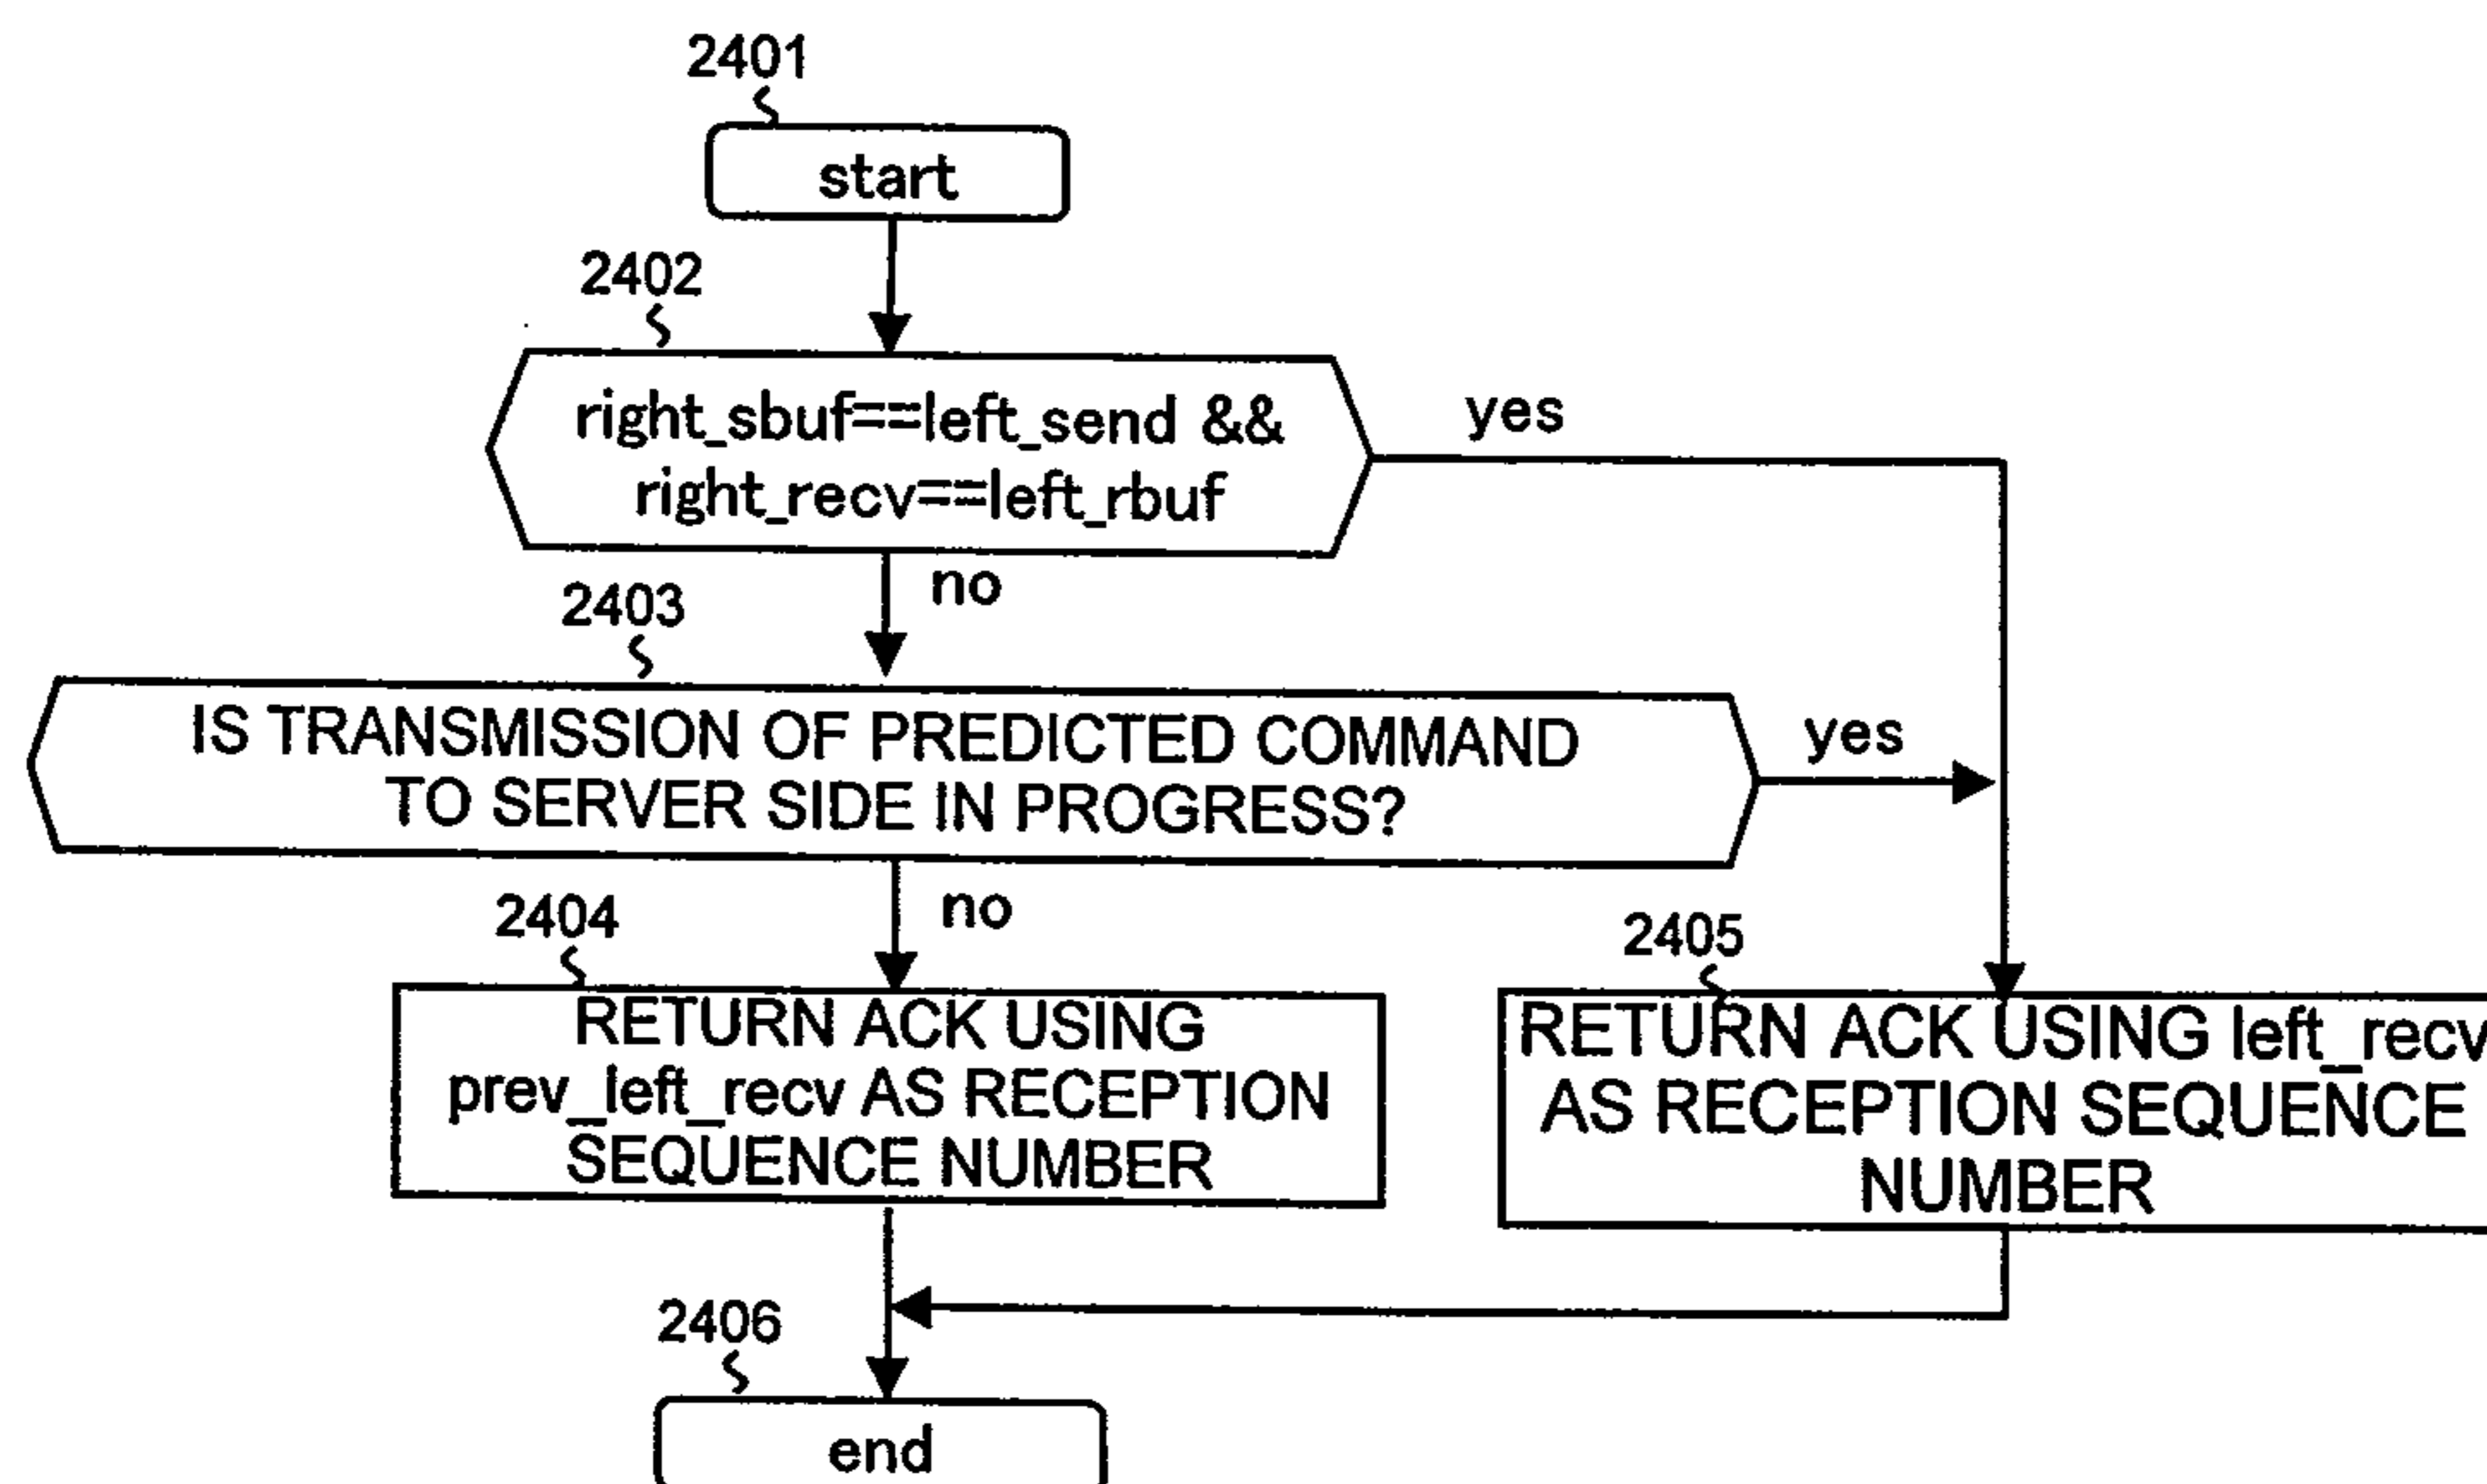 2401
start
2402
right_sbuf==left_send &&
right_recv==left_rbuf
yes
no
2403
IS TRANSMISSION OF PREDICTED COMMAND
TO SERVER SIDE IN PROGRESS?
yes
no
2404
RETURN ACK USING
prev_left_recv AS RECEPTION
SEQUENCE NUMBER
2405
RETURN ACK USING left_recv
AS RECEPTION SEQUENCE
NUMBER
2406
end